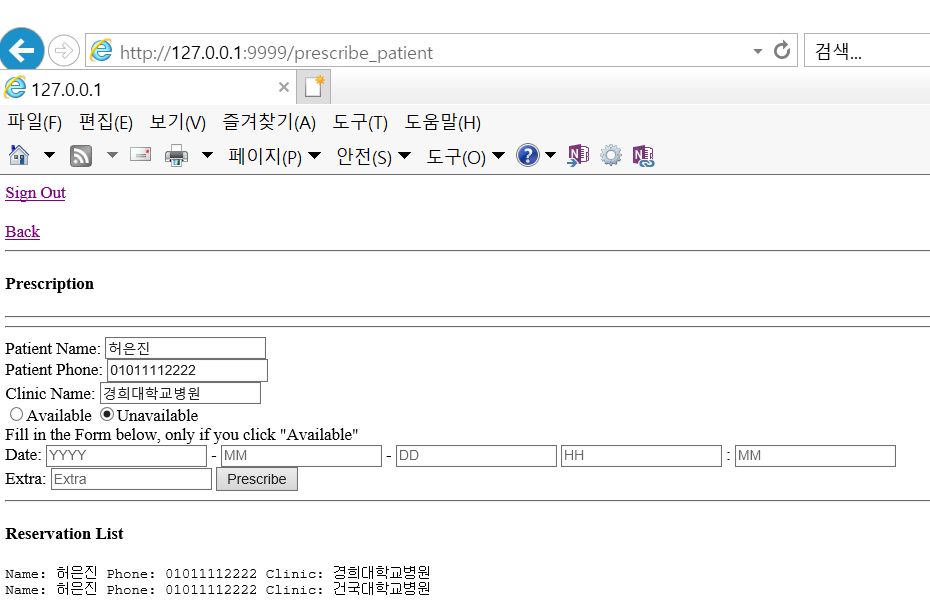 http://127.0.0.1:9999/prescribe_patient 검색...
127.0.0.1
파일(F) 편집(E) 보기(V) 즐겨찾기(A) 도구(T) 도움말(H)
페이지(P) 안전(S) 도구(O)
Sign Out
Back
Prescription
Patient Name: 허은진
Patient Phone: 01011112222
Clinic Name: 경희대학교병원
Available Unavailable
Fill in the Form below, only if you click "Available"
Date: YYYY - MM - DD HH : MM
Extra: Extra Prescribe
Reservation List
Name: 허은진 Phone: 01011112222 Clinic: 경희대학교병원
Name: 허은진 Phone: 01011112222 Clinic: 건국대학교병원